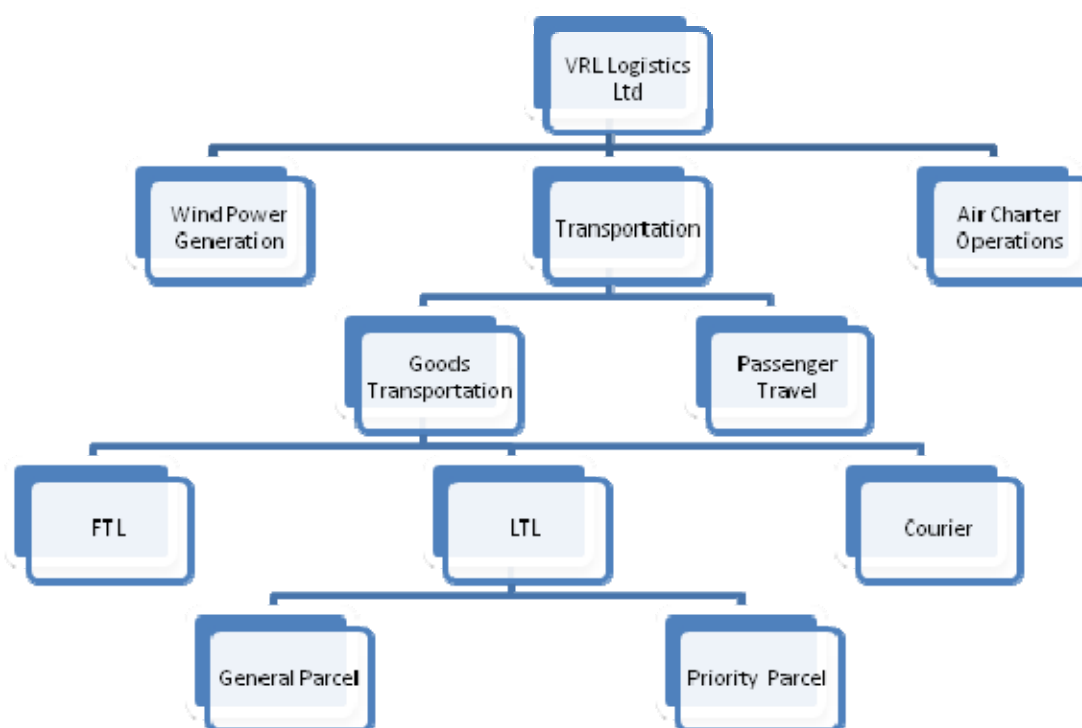 VRL Logistics
Ltd
Wind Power
Generation
Transportation
Air Charter
Operations
Goods
Transportation
Passenger
Travel
FTL
LTL
Courier
General Parcel
Priority Parcel